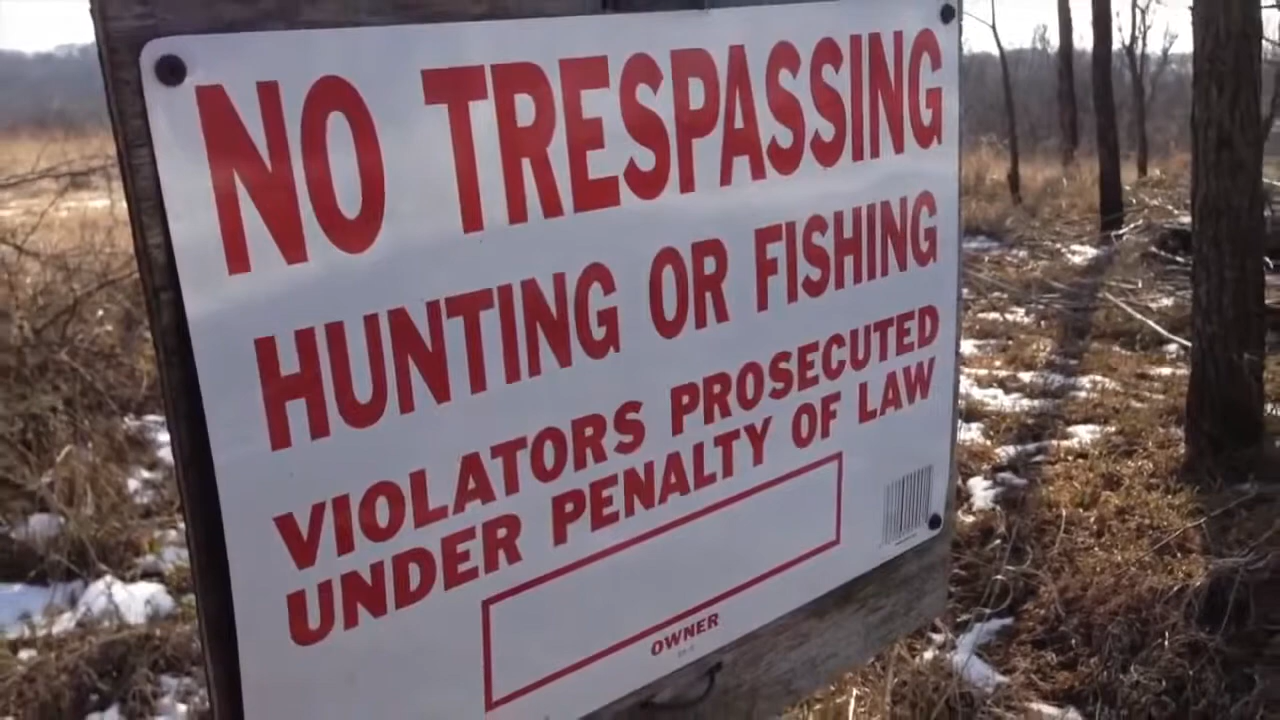 NO TRESPASSING
HUNTING OR FISHING
VIOLATORS PROSECUTED
UNDER PENALTY OF LAW
OWNER